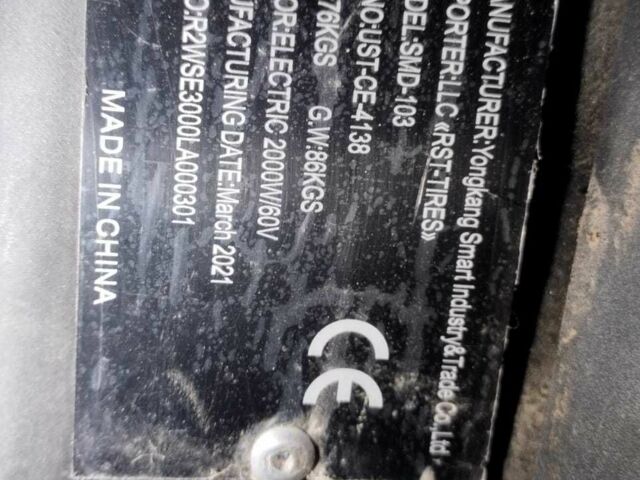 ANUFACTURER:Yongkang Smart Industry&Trade Co.,Ltd
PORTER:LLC «RST-TIRES»
DEL:SMD-103
NO:UST-CE-4138
76KGS G.W:86KGS
OR:ELECTRIC 2000W/60V
UFACTURING DATE:March 2021
O:R2WSE3000LA000301
MADE IN CHINA
CE